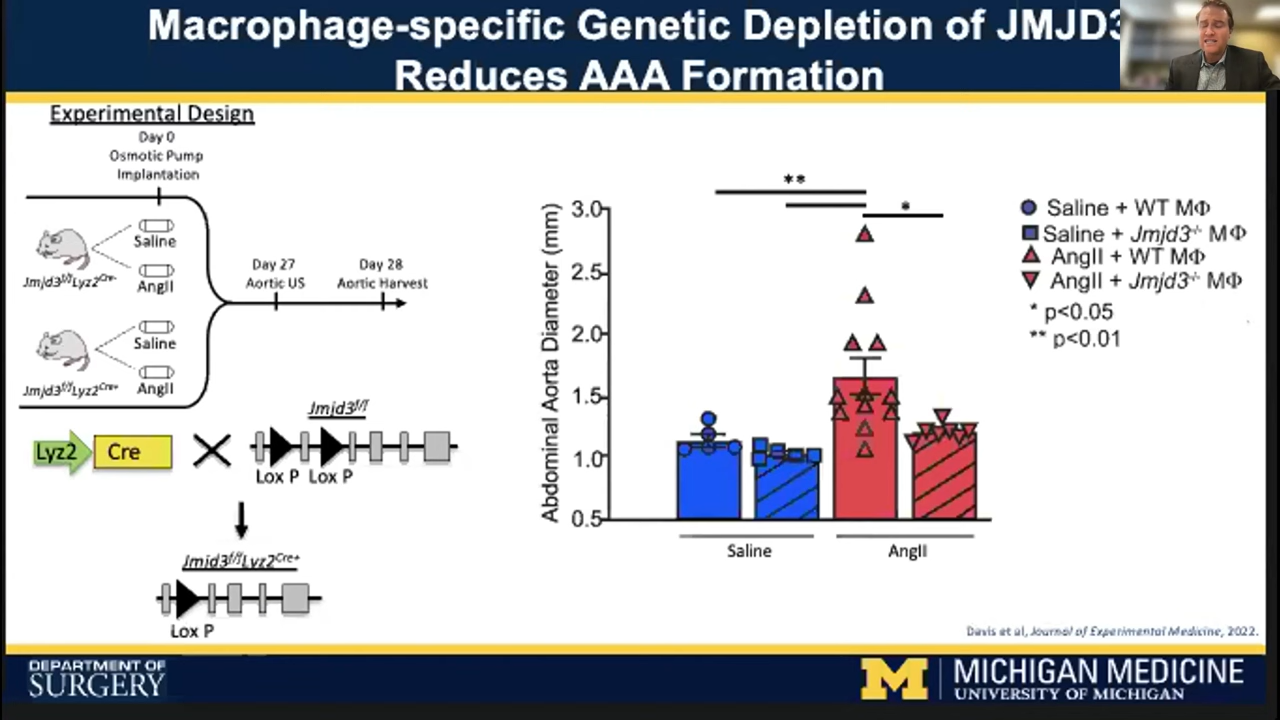 Macrophage-specific Genetic Depletion of JMJD3
Reduces AAA Formation
Experimental Design
Day 0
Osmotic Pump
Implantation
Saline
Jmjd3f/fLyz2Cre-
AngII
Saline
Jmjd3f/fLyz2Cre+
AngII
Day 27
Aortic US
Day 28
Aortic Harvest
Lyz2
Cre
Jmjd3f/f
Lox P
Lox P
Jmjd3f/fLyz2Cre+
Lox P
Abdominal Aorta Diameter (mm)
3.0
2.5
2.0
1.5
1.0
0.5
**
*
Saline
AngII
Saline + WT MΦ
Saline + Jmjd3-/- MΦ
AngII + WT MΦ
AngII + Jmjd3-/- MΦ
* p<0.05
** p<0.01
Davis et al, Journal of Experimental Medicine, 2022.
DEPARTMENT OF
SURGERY
M
MICHIGAN MEDICINE
UNIVERSITY OF MICHIGAN